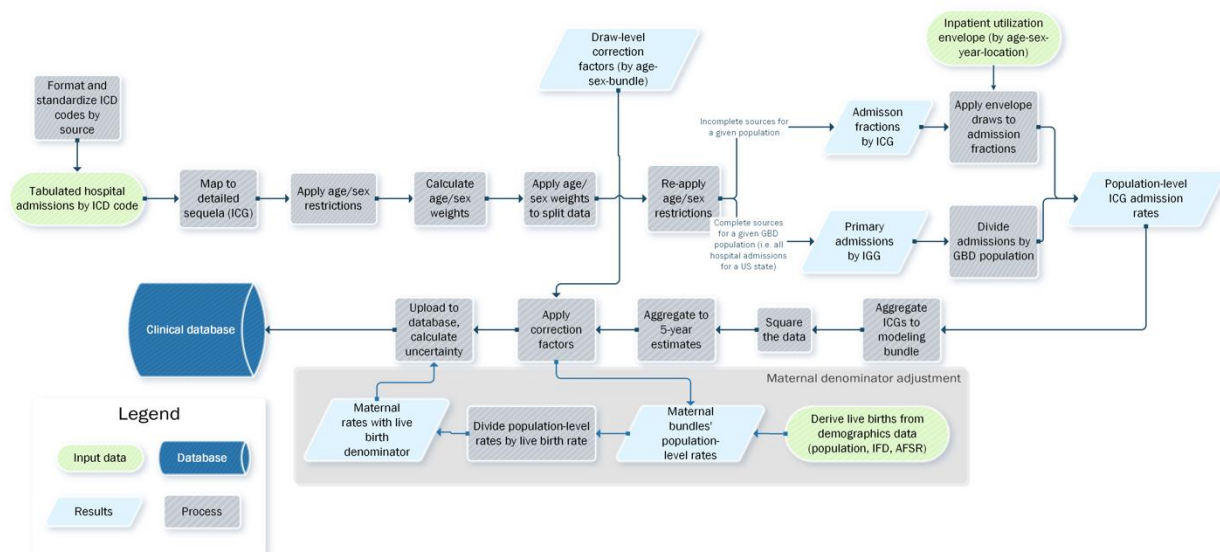 Format and
standardize ICD
codes by
source
Draw-level
correction
factors (by age-
sex-bundle)
Inpatient utilization
envelope (by age-sex-
year-location)
Incomplete sources for
a given population
Admisson
fractions
by ICG
Apply envelope
draws to
admission
fractions
Tabulated hospital
admissions by ICD code
Map to
detailed
sequela (ICG)
Apply age/sex
restrictions
Calculate
age/sex
weights
Apply age/
sex weights
to split data
Re-apply
age/sex
restrictions
Population-level
ICG admission
rates
Complete sources
for a given GBD
population (i.e. all
hospital admissions
for a US state)
Primary
admissions
by IGG
Divide
admissions by
GBD population
Clinical database
Upload to
database,
calculate
uncertainty
Apply
correction
factors
Aggregate to
5-year
estimates
Square
the data
Aggregate
ICGs to
modeling
bundle
Maternal denominator adjustment
Maternal
rates with live
birth
denominator
Divide population-level
rates by live birth rate
Maternal
bundles'
population-
level rates
Derive live births from
demographics data
(population, IFD, AFSR)
Legend
Input data
Database
Results
Process